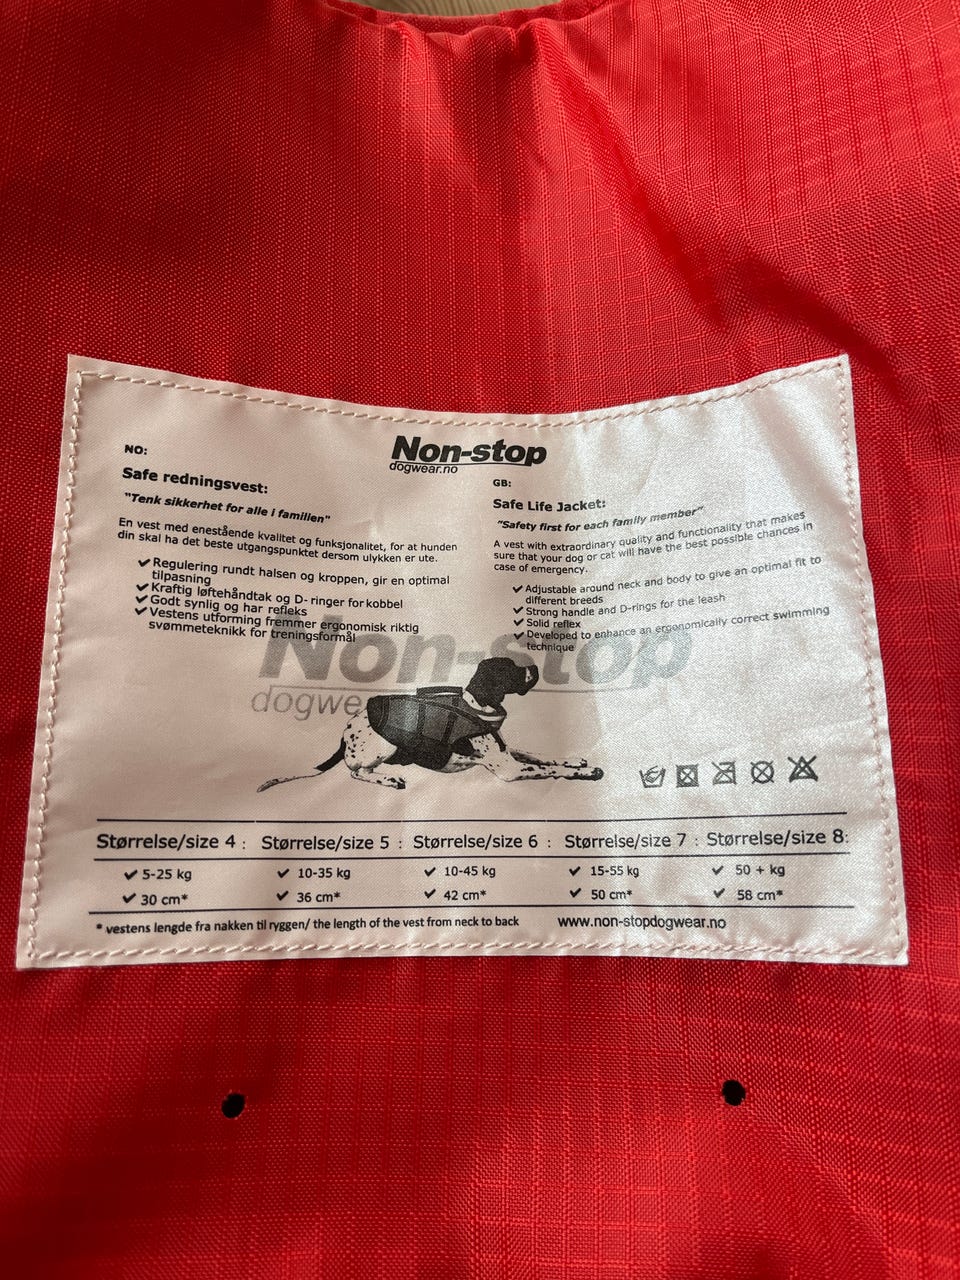 Non-stop
dogwear.no
NO:
Safe redningsvest:
"Tenk sikkerhet for alle i familien"
En vest med enestående kvalitet og funksjonalitet, for at hunden
din skal ha det beste utgangspunktet dersom ulykken er ute.
✔Regulering rundt halsen og kroppen, gir en optimal
tilpasning
✔Kraftig løftehåndtak og D- ringer for kobbel
✔Godt synlig og har refleks
✔Vestens utforming fremmer ergonomisk riktig
svømmeteknikk for treningsformål
GB:
Safe Life Jacket:
"Safety first for each family member"
A vest with extraordinary quality and functionality that makes
sure that your dog or cat will have the best possible chances in
case of emergency.
✔Adjustable around neck and body to give an optimal fit to
different breeds
✔Strong handle and D-rings for the leash
✔Solid reflex
✔Developed to enhance an ergonomically correct swimming
technique
Non-stop
dogwe
Størrelse/size 4 : Størrelse/size 5 : Størrelse/size 6 : Størrelse/size 7 : Størrelse/size 8:
✔ 5-25 kg ✔ 10-35 kg ✔ 10-45 kg ✔ 15-55 kg ✔ 50 + kg
✔ 30 cm* ✔ 36 cm* ✔ 42 cm* ✔ 50 cm* ✔ 58 cm*
* vestens lengde fra nakken til ryggen/ the length of the vest from neck to back www.non-stopdogwear.no